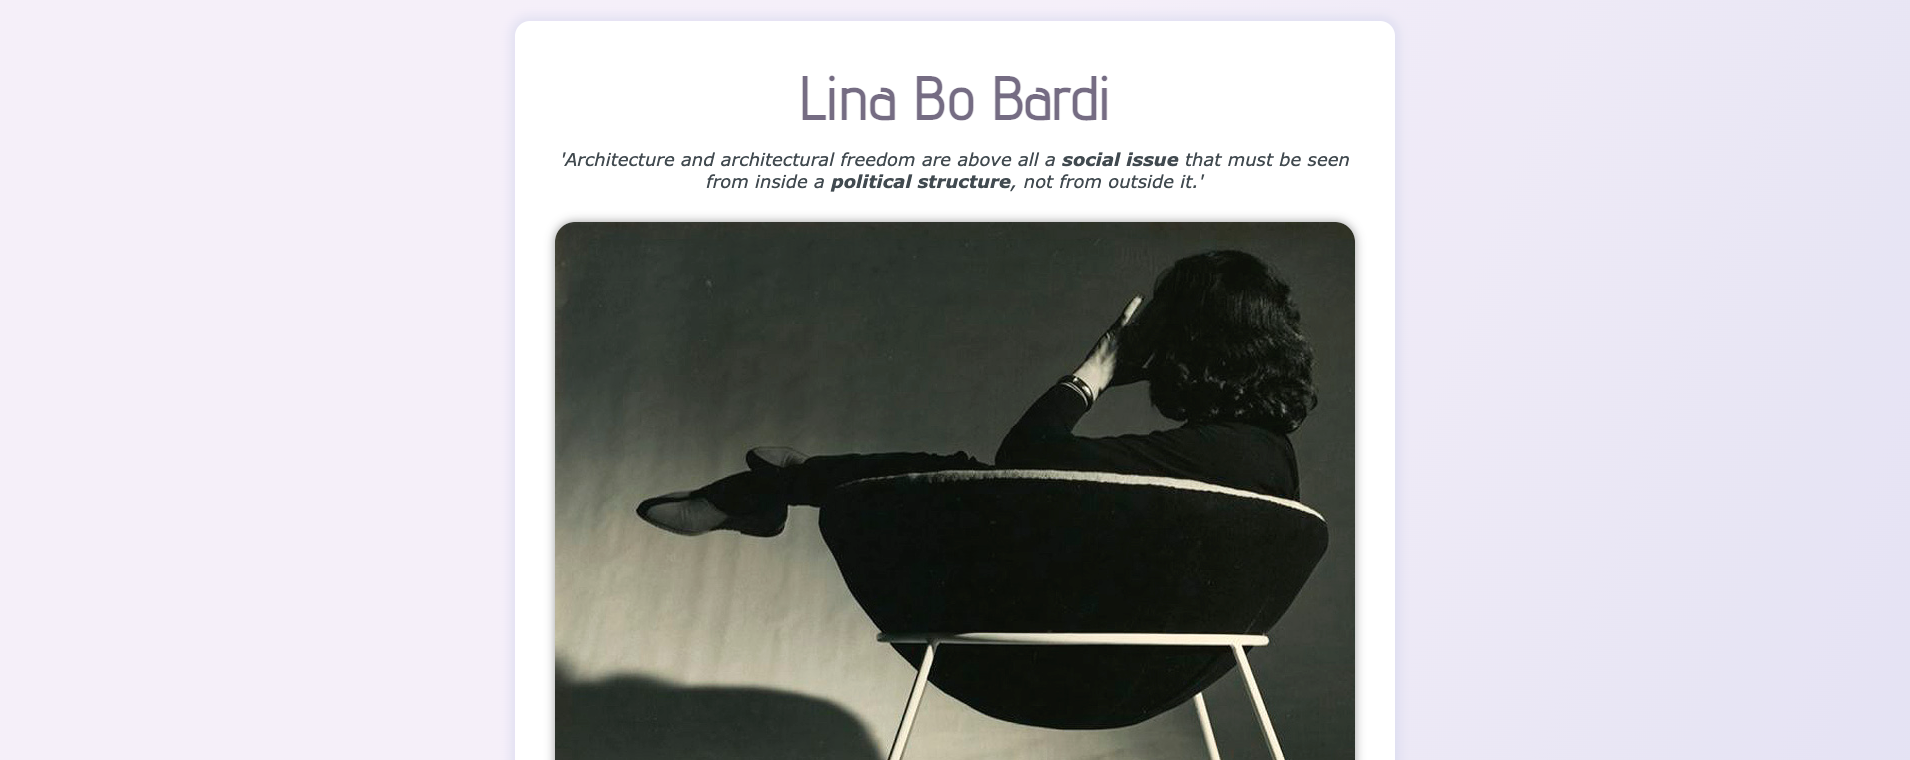 Lina Bo Bardi
'Architecture and architectural freedom are above all a social issue that must be seen
from inside a political structure, not from outside it.'